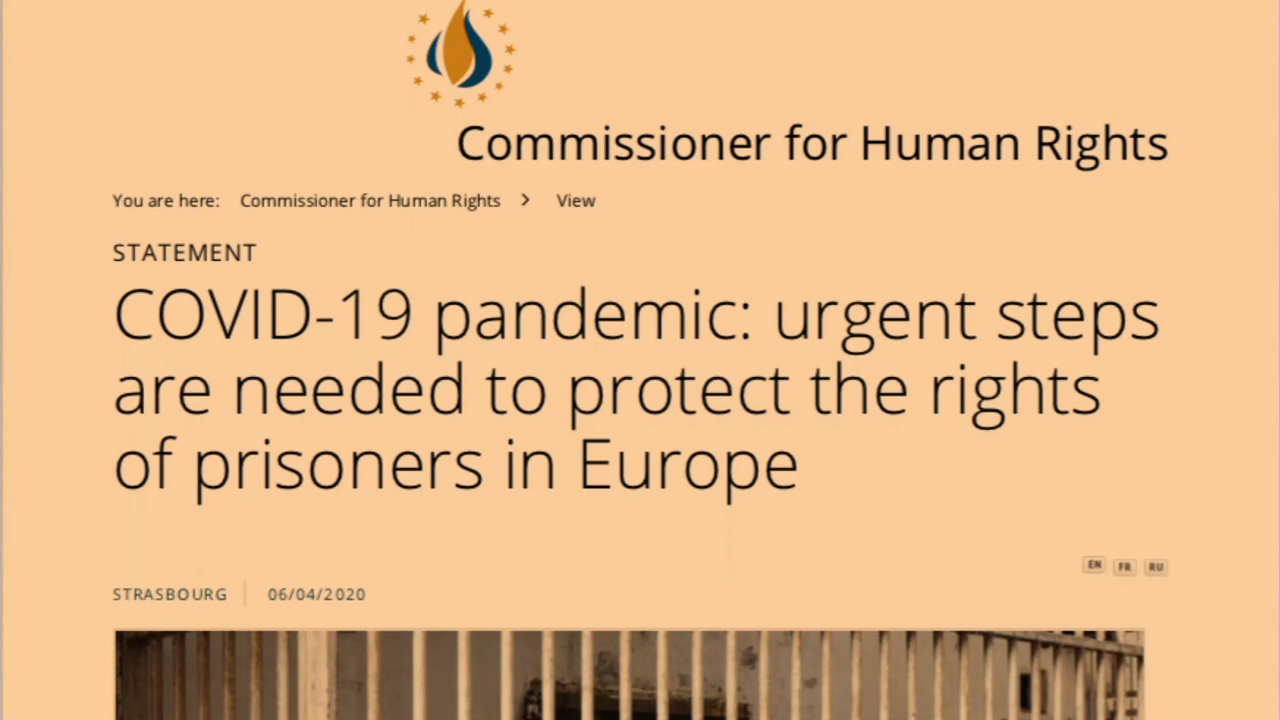 Commissioner for Human Rights
You are here: Commissioner for Human Rights > View
STATEMENT
COVID-19 pandemic: urgent steps
are needed to protect the rights
of prisoners in Europe
EN FR RU
STRASBOURG 06/04/2020